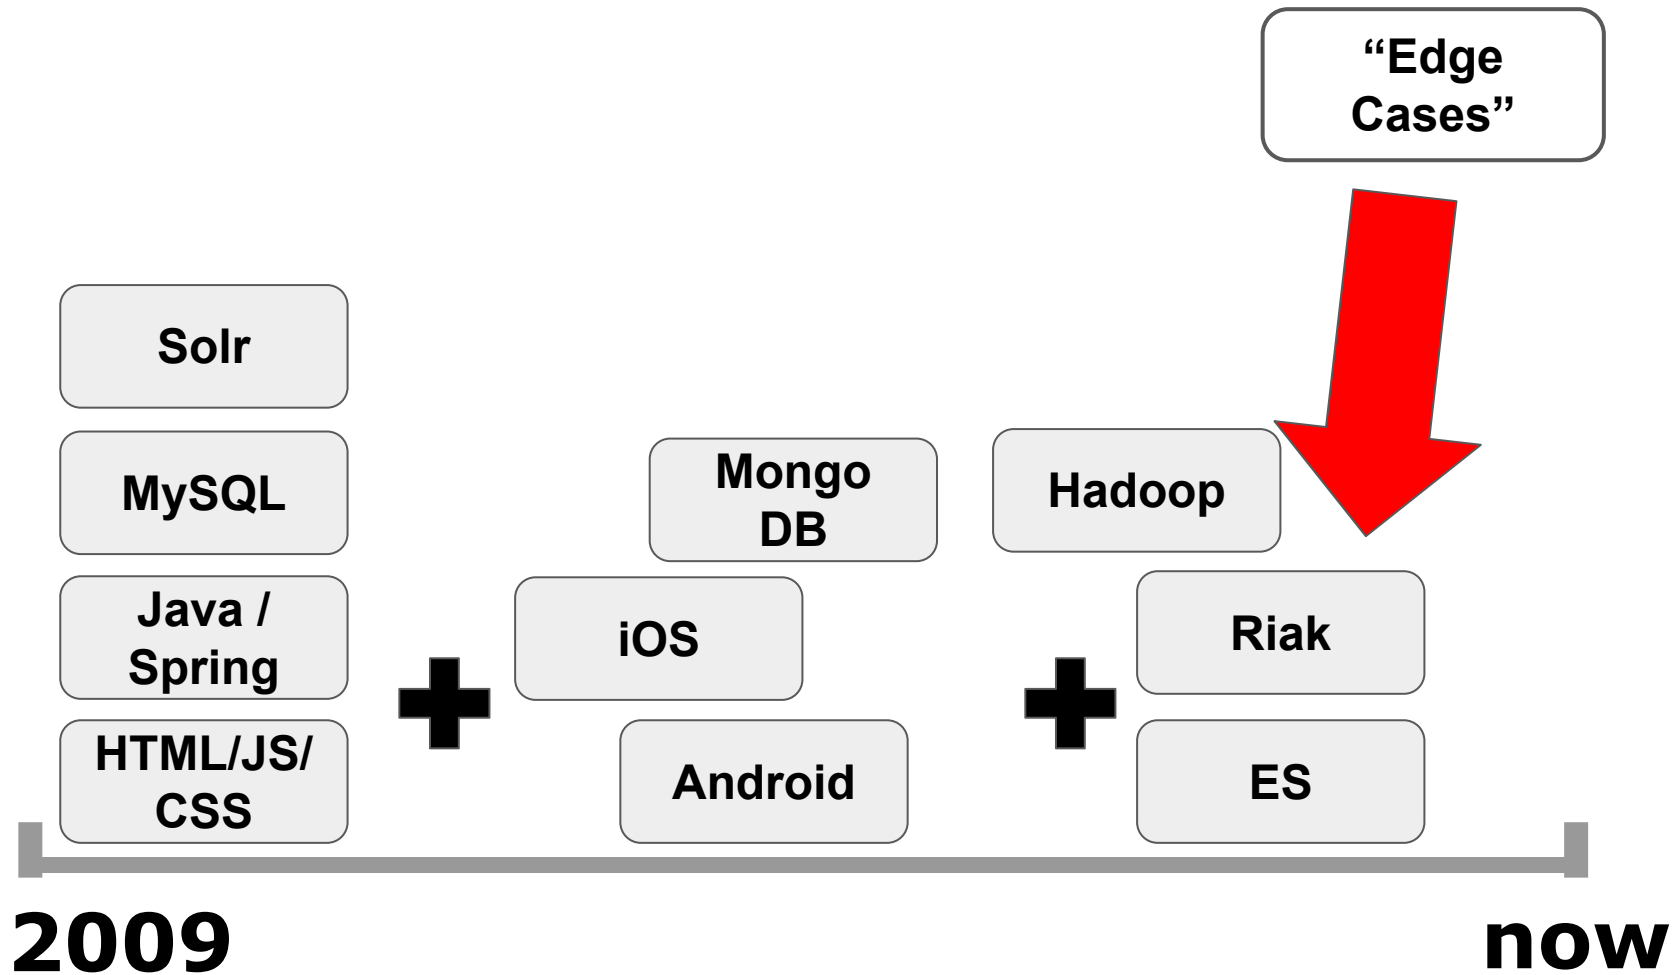 “Edge
Cases”
Solr
MySQL
Java /
Spring
HTML/JS/
CSS
Mongo
DB
iOS
Android
Hadoop
Riak
ES
2009
now